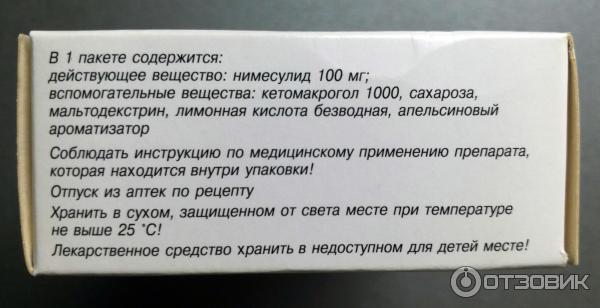 В 1 пакете содержится:
действующее вещество: нимесулид 100 мг;
вспомогательные вещества: кетомакрогол 1000, сахароза,
мальтодекстрин, лимонная кислота безводная, апельсиновый
ароматизатор
Соблюдать инструкцию по медицинскому применению препарата,
которая находится внутри упаковки!
Отпуск из аптек по рецепту
Хранить в сухом, защищенном от света месте при температуре
не выше 25 °С!
Лекарственное средство хранить в недоступном для детей месте!
ОТЗОВИК